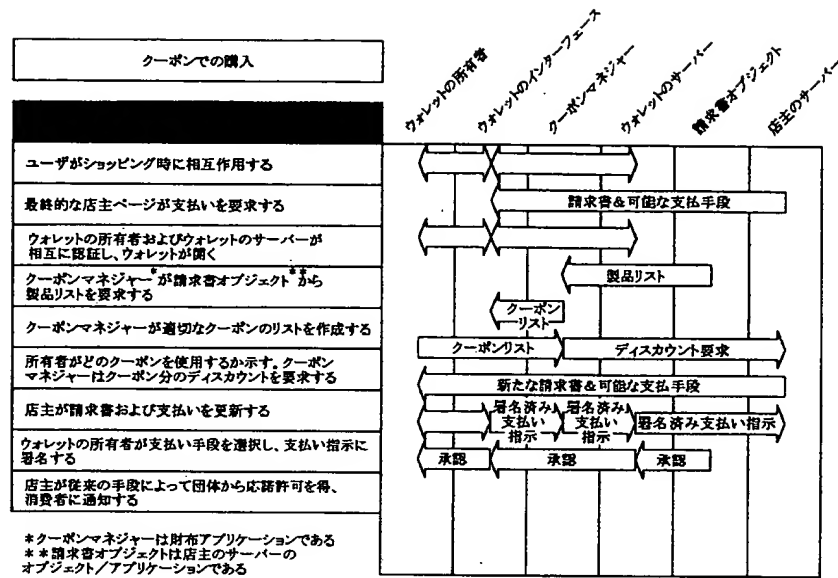 クーポンでの購入
ウォレットの所有者
ウォレットのインターフェース
クーポンマネジャー
ウォレットのサーバー
請求書オブジェクト
店主のサーバー
ユーザがショッピング時に相互作用する
最終的な店主ページが支払いを要求する
請求書&可能な支払手段
ウォレットの所有者およびウォレットのサーバーが
相互に認証し、ウォレットが開く
クーポンマネジャー*が請求書オブジェクト**から
製品リストを要求する
製品リスト
クーポンマネジャーが適切なクーポンのリストを作成する
クーポン
リスト
所有者がどのクーポンを使用するか示す。クーポン
マネジャーはクーポン分のディスカウントを要求する
クーポンリスト
ディスカウント要求
店主が請求書および支払いを更新する
新たな請求書&可能な支払手段
ウォレットの所有者が支払い手段を選択し、支払い指示に
署名する
署名済み
支払い
指示
署名済み
支払い
指示
署名済み支払い指示
店主が従来の手段によって団体から応諾許可を得、
消費者に通知する
承認
承認
承認
*クーポンマネジャーは財布アプリケーションである
**請求書オブジェクトは店主のサーバーの
オブジェクト/アプリケーションである